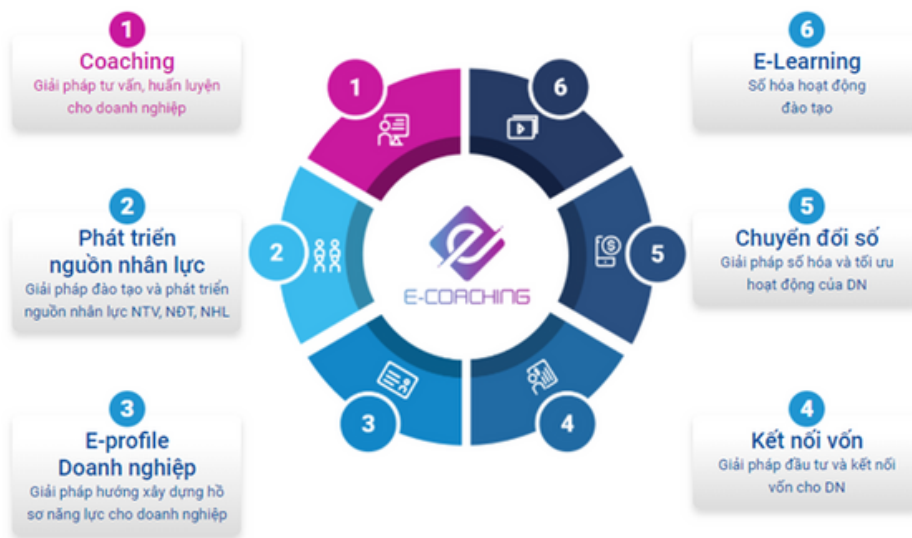 1
Coaching
Giải pháp tư vấn, huấn luyện
cho doanh nghiệp
2
Phát triển
nguồn nhân lực
Giải pháp đào tạo và phát triển
nguồn nhân lực NTV, NĐT, NHL
3
E-profile
Doanh nghiệp
Giải pháp hướng xây dựng hồ
sơ năng lực cho doanh nghiệp
1
2
3
4
5
6
E-COACHING
6
E-Learning
Số hóa hoạt động
đào tạo
5
Chuyển đổi số
Giải pháp số hóa và tối ưu
hoạt động của DN
4
Kết nối vốn
Giải pháp đầu tư và kết nối
vốn cho DN